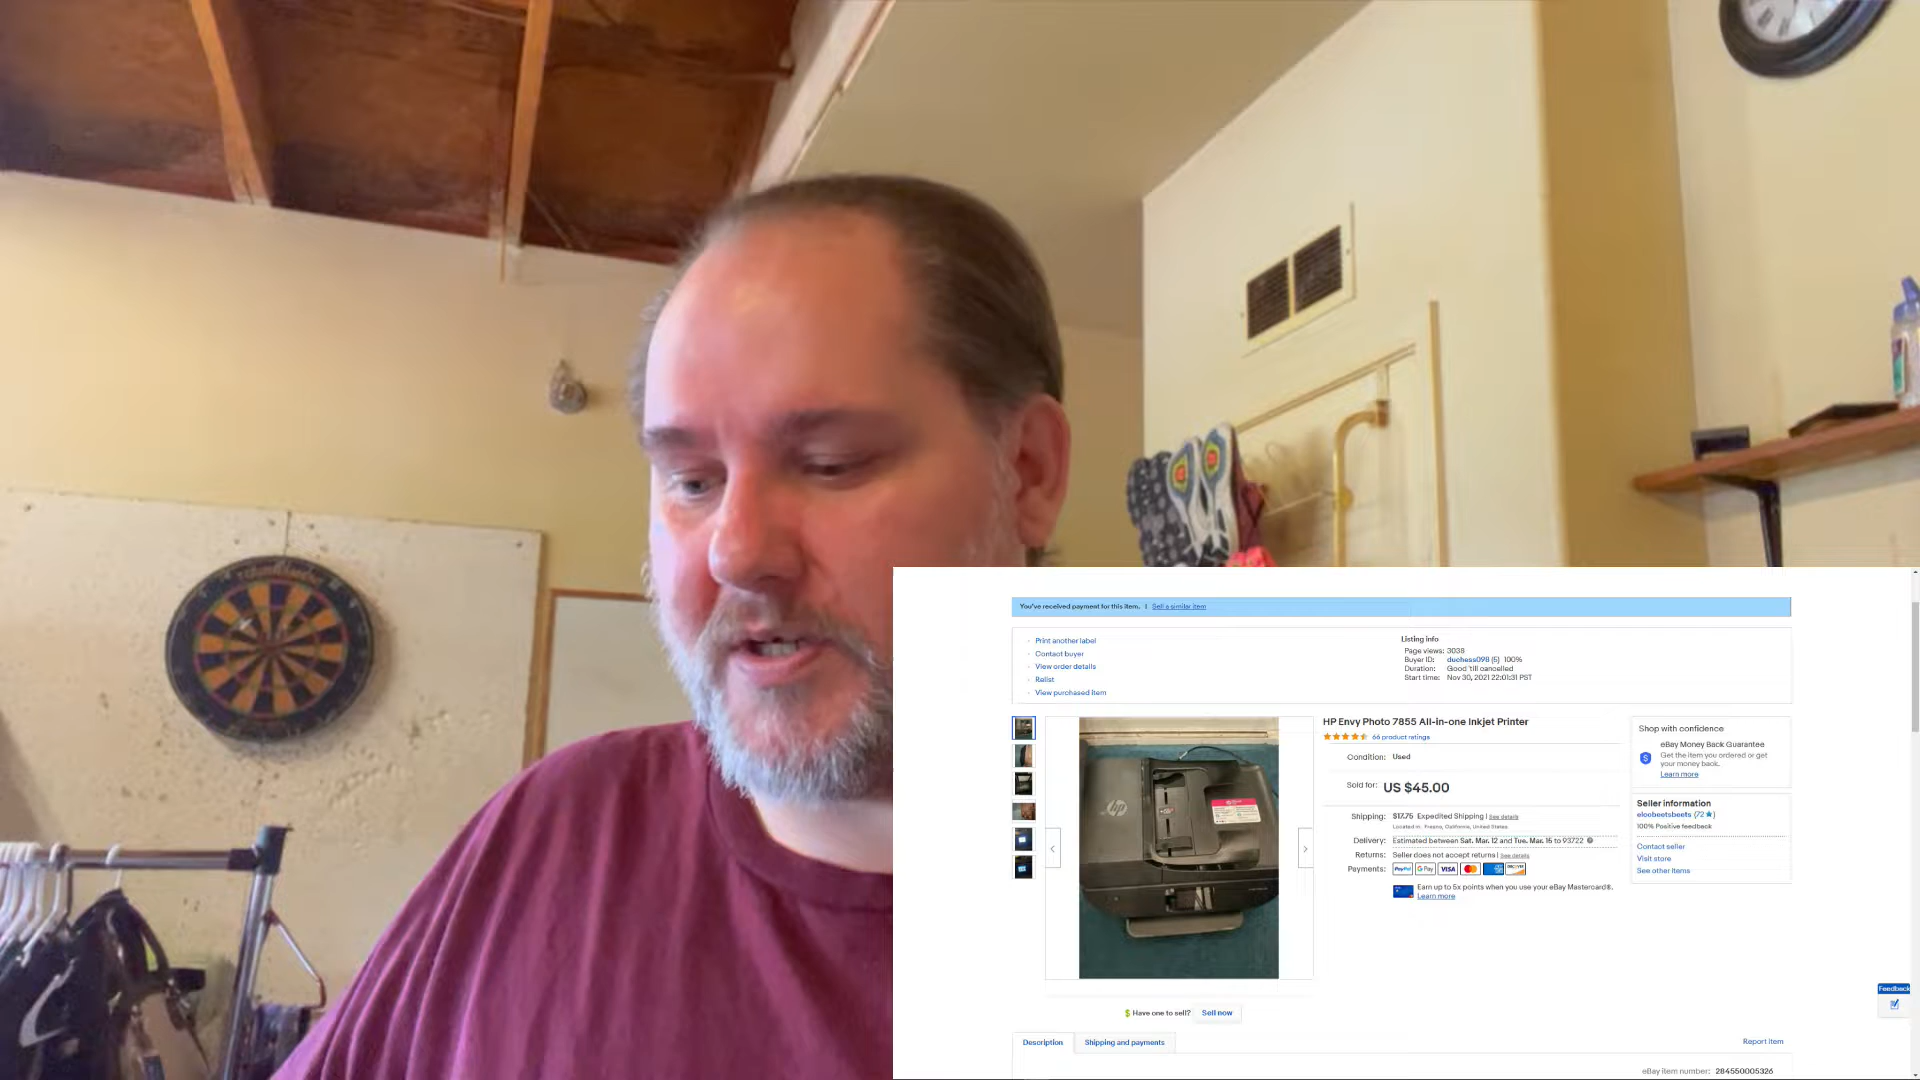 You've received payment for this item. | Sell a similar item
Print another label
Contact buyer
View order details
Relist
View purchased item
Listing info
Page views: 3038
Buyer ID: duchess098 (5) 100%
Duration: Good 'till cancelled
Start time: Nov 30, 2021 22:01:31 PST
HP Envy Photo 7855 All-in-one Inkjet Printer
66 product ratings
Condition: Used
Sold for: US $45.00
Shipping: $17.75 Expedited Shipping | See details
Located in: Fresno, California, United States
Delivery: Estimated between Sat. Mar. 12 and Tue. Mar. 15 to 93722
Returns: Seller does not accept returns | See details
Payments: PayPal G Pay VISA
Earn up to 5x points when you use your eBay Mastercard®.
Learn more
Shop with confidence
eBay Money Back Guarantee
Get the item you ordered or get
your money back.
Learn more
Seller information
eloobeetsbeets (72)
100% Positive feedback
Contact seller
Visit store
See other items
hp
Have one to sell? Sell now
Feedback
Description
Shipping and payments
Report item
eBay item number: 284550005326